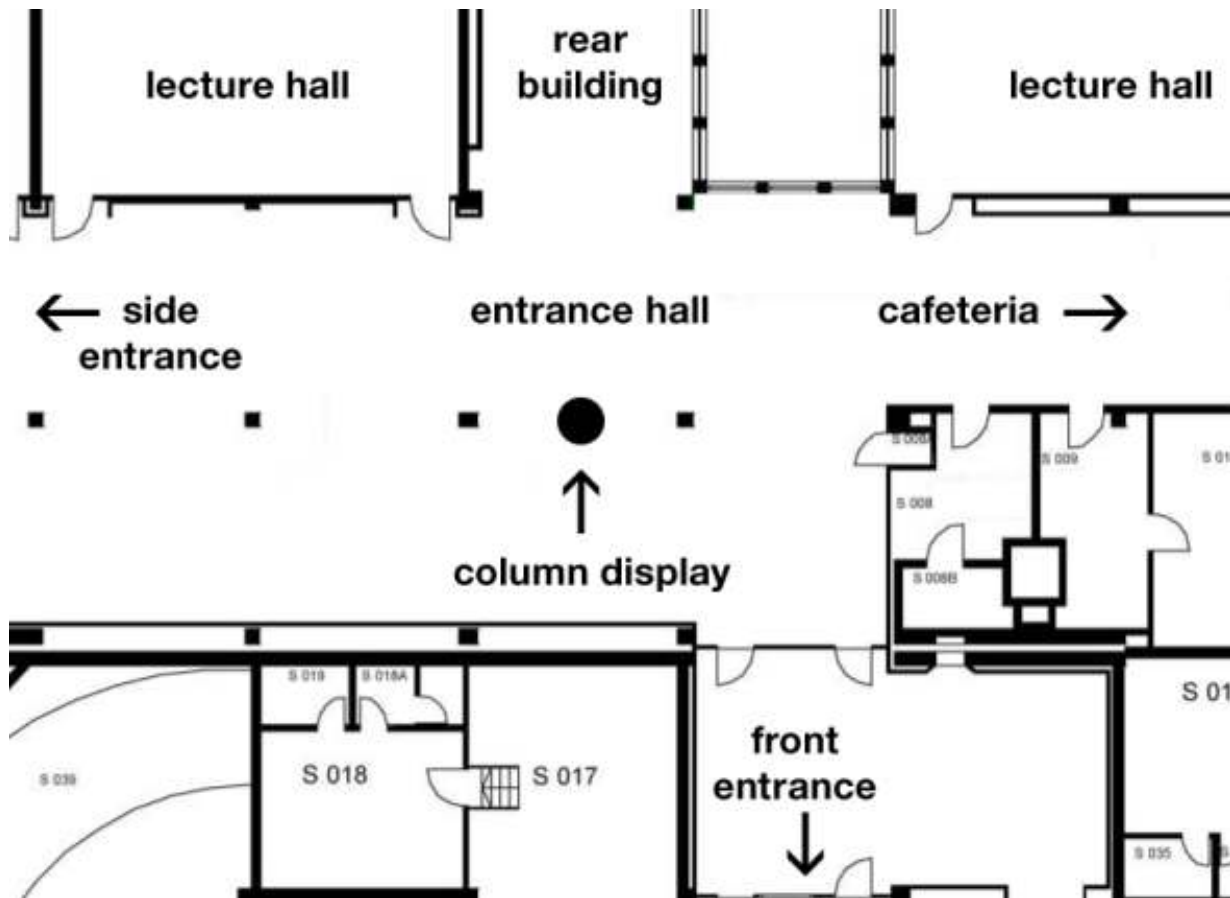 rear
building
lecture hall
lecture hall
side
entrance
entrance hall
cafeteria
S 009
S 008
S 008B
column display
S 019
S 018A
S 018
S 017
S 039
front
entrance
S 035